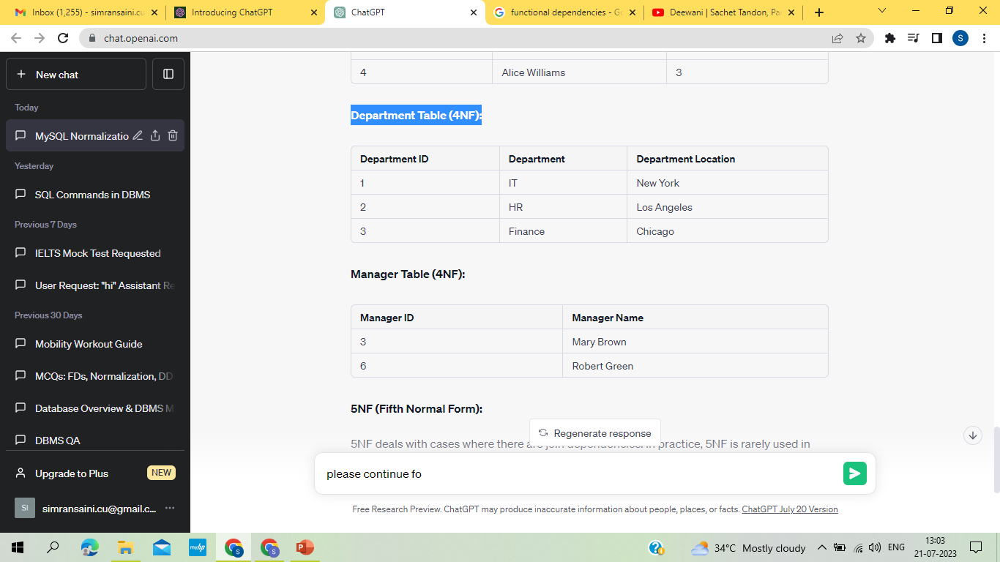 Inbox (1,255) - simransaini.cu
Introducing ChatGPT
ChatGPT
functional dependencies - Go
Deewani | Sachet Tandon, Pa
chat.openai.com
S
New chat
Today
MySQL Normalizatio
Yesterday
SQL Commands in DBMS
Previous 7 Days
IELTS Mock Test Requested
User Request: "hi" Assistant Re
Previous 30 Days
Mobility Workout Guide
MCQs: FDs, Normalization, DD
Database Overview & DBMS M
DBMS QA
Upgrade to Plus NEW
SI simransaini.cu@gmail.c...
4 Alice Williams 3
Department Table (4NF):
Department ID Department Department Location
1 IT New York
2 HR Los Angeles
3 Finance Chicago
Manager Table (4NF):
Manager ID Manager Name
3 Mary Brown
6 Robert Green
5NF (Fifth Normal Form):
Regenerate response
5NF deals with cases where there are join dependencies. In practice, 5NF is rarely used in
please continue fo
Free Research Preview. ChatGPT may produce inaccurate information about people, places, or facts. ChatGPT July 20 Version
34°C Mostly cloudy
ENG
13:03
21-07-2023